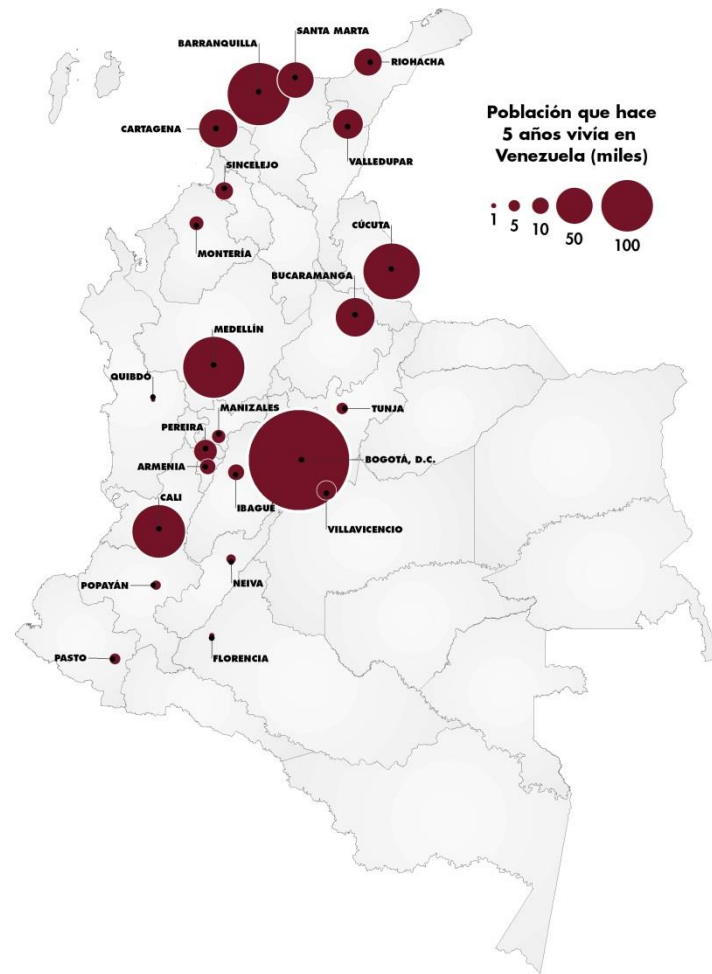 SANTA MARTA
BARRANQUILLA
RIOHACHA
Población que hace
5 años vivía en
Venezuela (miles)
CARTAGENA
VALLEDUPAR
SINCELEJO
1
5
10
50
100
CÚCUTA
MONTERÍA
BUCARAMANGA
MEDELLÍN
QUIBDÓ
MANIZALES
TUNJA
PEREIRA
BOGOTÁ, D.C.
ARMENIA
CALI
IBAGUÉ
VILLAVICENCIO
POPAYÁN
NEIVA
PASTO
FLORENCIA